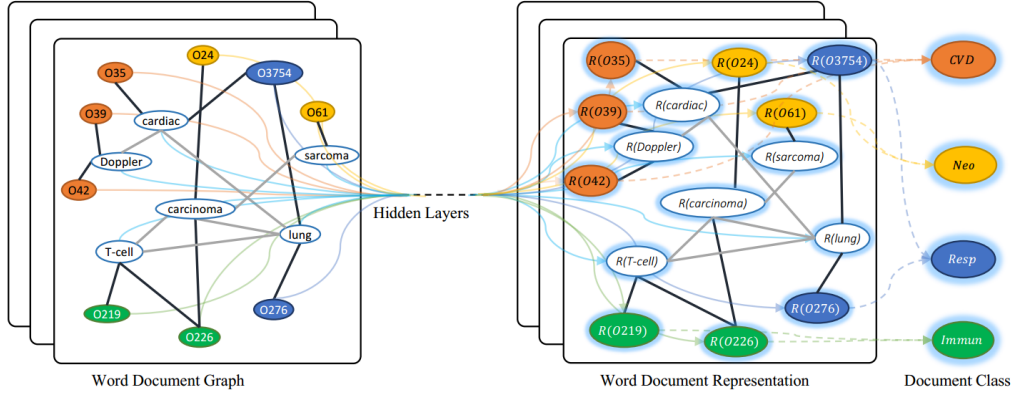 O24
O35
O3754
O39
O61
cardiac
Doppler
sarcoma
O42
carcinoma
lung
T-cell
O219
O276
O226
Word Document Graph
Hidden Layers
R(O35)
R(O24)
R(O3754)
R(cardiac)
R(O39)
R(O61)
R(Doppler)
R(sarcoma)
R(O42)
R(carcinoma)
R(lung)
R(T-cell)
R(O276)
R(O219)
R(O226)
Word Document Representation
CVD
Neo
Resp
Immun
Document Class